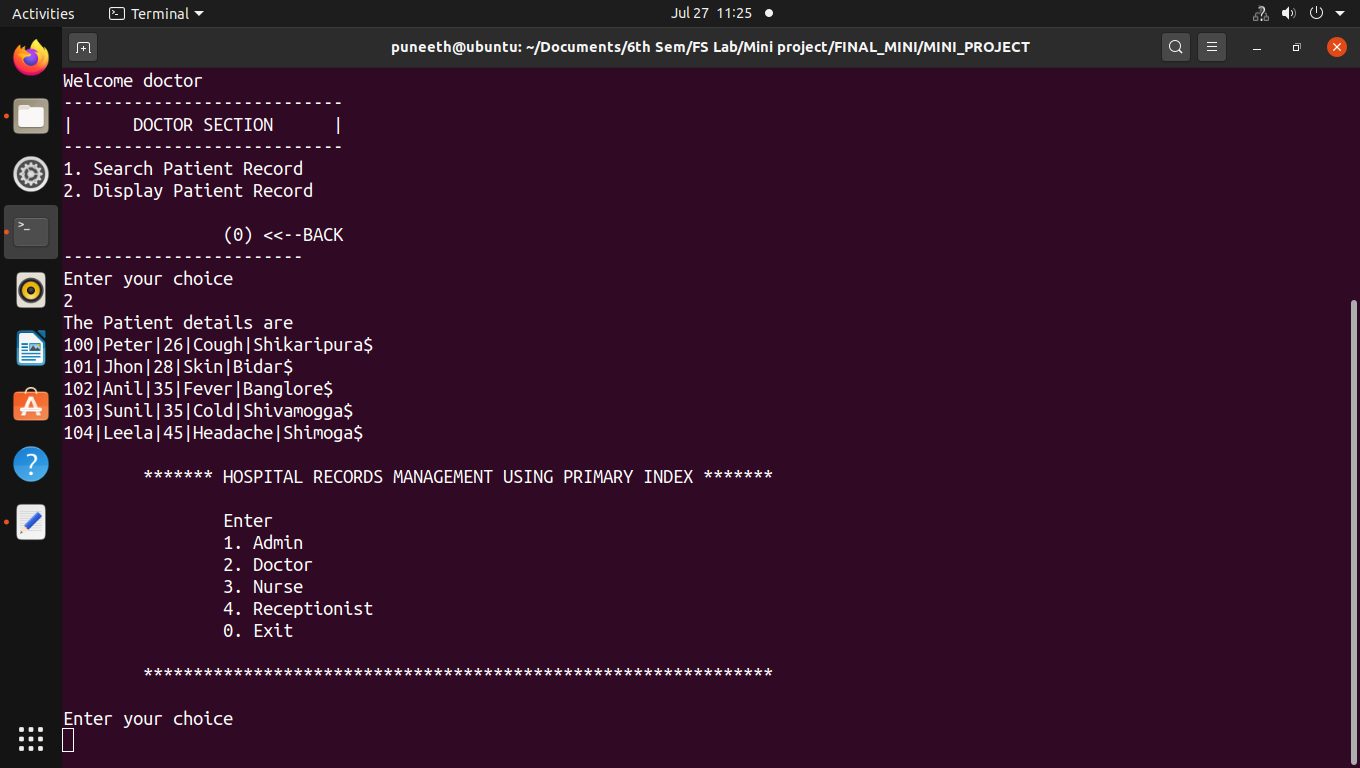 Activities Terminal Jul 27 11:25
puneeth@ubuntu: ~/Documents/6th Sem/FS Lab/Mini project/FINAL_MINI/MINI_PROJECT
Welcome doctor
----------------------------
|      DOCTOR SECTION      |
----------------------------
1. Search Patient Record
2. Display Patient Record
(0) <<--BACK
------------------------
Enter your choice
2
The Patient details are
100|Peter|26|Cough|Shikaripura$
101|Jhon|28|Skin|Bidar$
102|Anil|35|Fever|Banglore$
103|Sunil|35|Cold|Shivamogga$
104|Leela|45|Headache|Shimoga$
******* HOSPITAL RECORDS MANAGEMENT USING PRIMARY INDEX *******
Enter
1. Admin
2. Doctor
3. Nurse
4. Receptionist
0. Exit
***************************************************************
Enter your choice